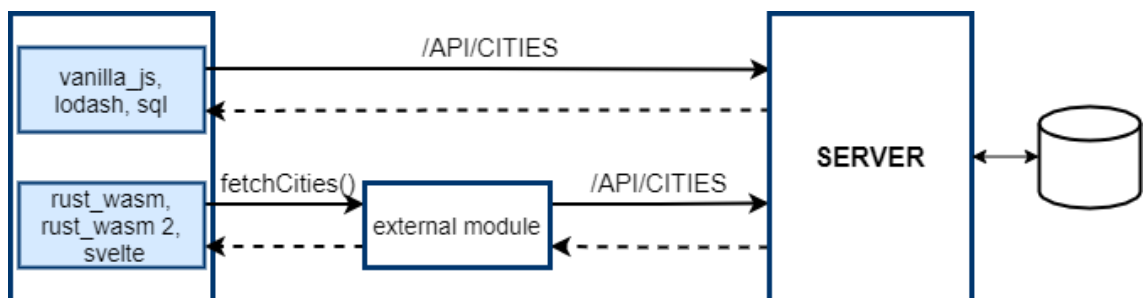 /API/CITIES
vanilla_js,
lodash, sql
SERVER
fetchCities()
/API/CITIES
rust_wasm,
rust_wasm 2,
svelte
external module